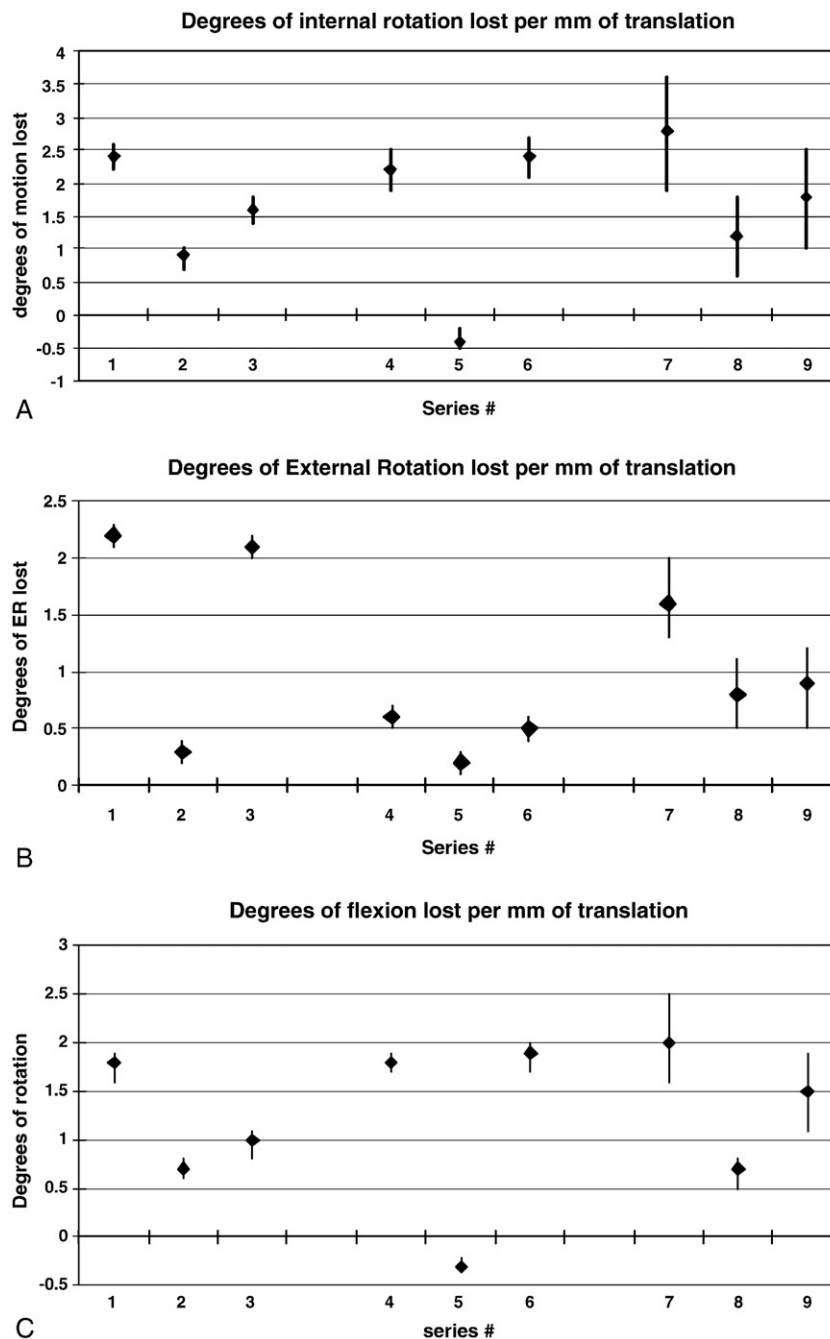 Degrees of internal rotation lost per mm of translation
degrees of motion lost
4
3.5
3
2.5
2
1.5
1
0.5
0
-0.5
-1
1 2 3 4 5 6 7 8 9
Series #
A
Degrees of External Rotation lost per mm of translation
Degrees of ER lost
2.5
2
1.5
1
0.5
0
1 2 3 4 5 6 7 8 9
Series #
B
Degrees of flexion lost per mm of translation
Degrees of rotation
3
2.5
2
1.5
1
0.5
0
-0.5
1 2 3 4 5 6 7 8 9
series #
C